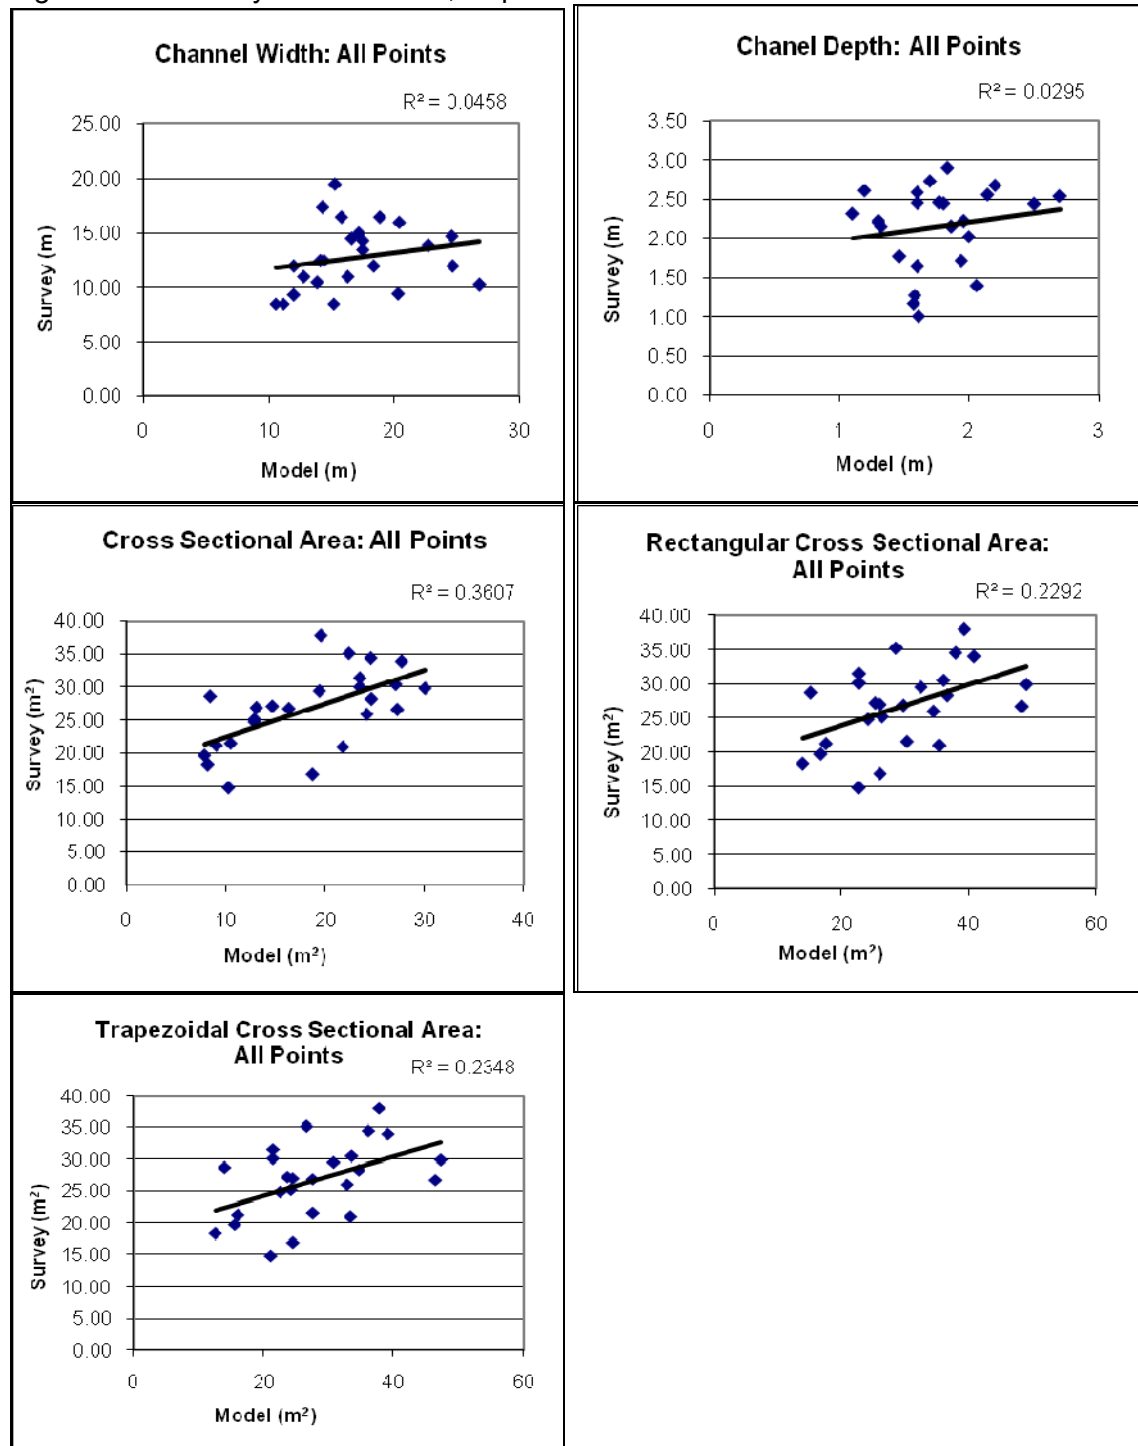 Channel Width: All Points
R² = 0.0458
25.00
20.00
15.00
10.00
5.00
0.00
Survey (m)
0 10 20 30
Model (m)
Chanel Depth: All Points
R² = 0.0295
3.50
3.00
2.50
2.00
1.50
1.00
0.50
0.00
Survey (m)
0 1 2 3
Model (m)
Cross Sectional Area: All Points
R² = 0.3607
40.00
35.00
30.00
25.00
20.00
15.00
10.00
5.00
0.00
Survey (m²)
0 10 20 30 40
Model (m²)
Rectangular Cross Sectional Area:
All Points
R² = 0.2292
40.00
35.00
30.00
25.00
20.00
15.00
10.00
5.00
0.00
Survey (m²)
0 20 40 60
Model (m²)
Trapezoidal Cross Sectional Area:
All Points
R² = 0.2348
40.00
35.00
30.00
25.00
20.00
15.00
10.00
5.00
0.00
Survey (m²)
0 20 40 60
Model (m²)